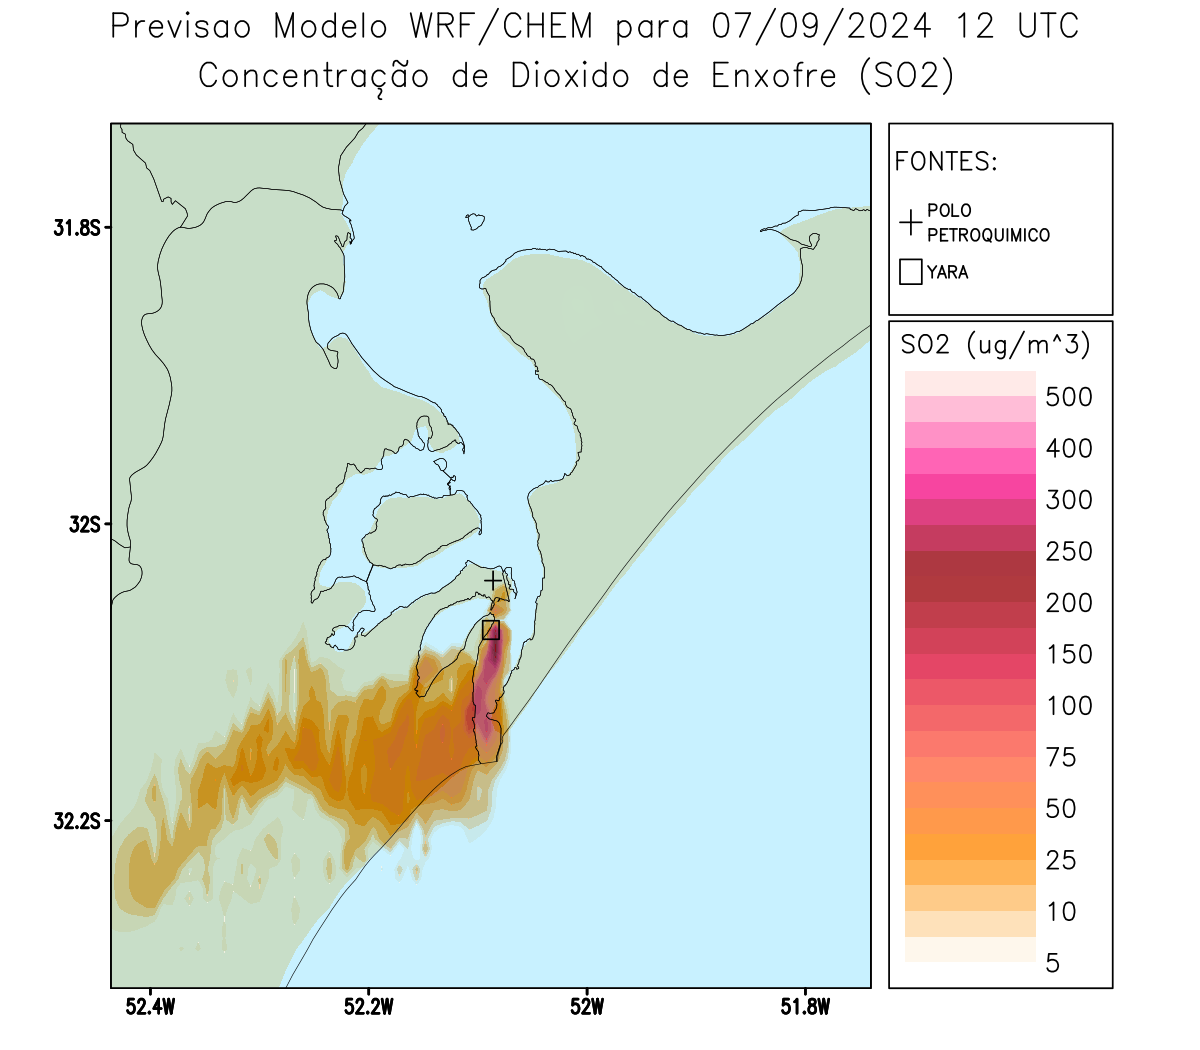 Previsao Modelo WRF/CHEM para 07/09/2024 12 UTC
Concentração de Dioxido de Enxofre (SO2)
FONTES:
POLO
PETROQUIMICO
YARA
SO2 (ug/m^3)
500
400
300
250
200
150
100
75
50
25
10
5
31.8S
32S
32.2S
52.4W
52.2W
52W
51.8W